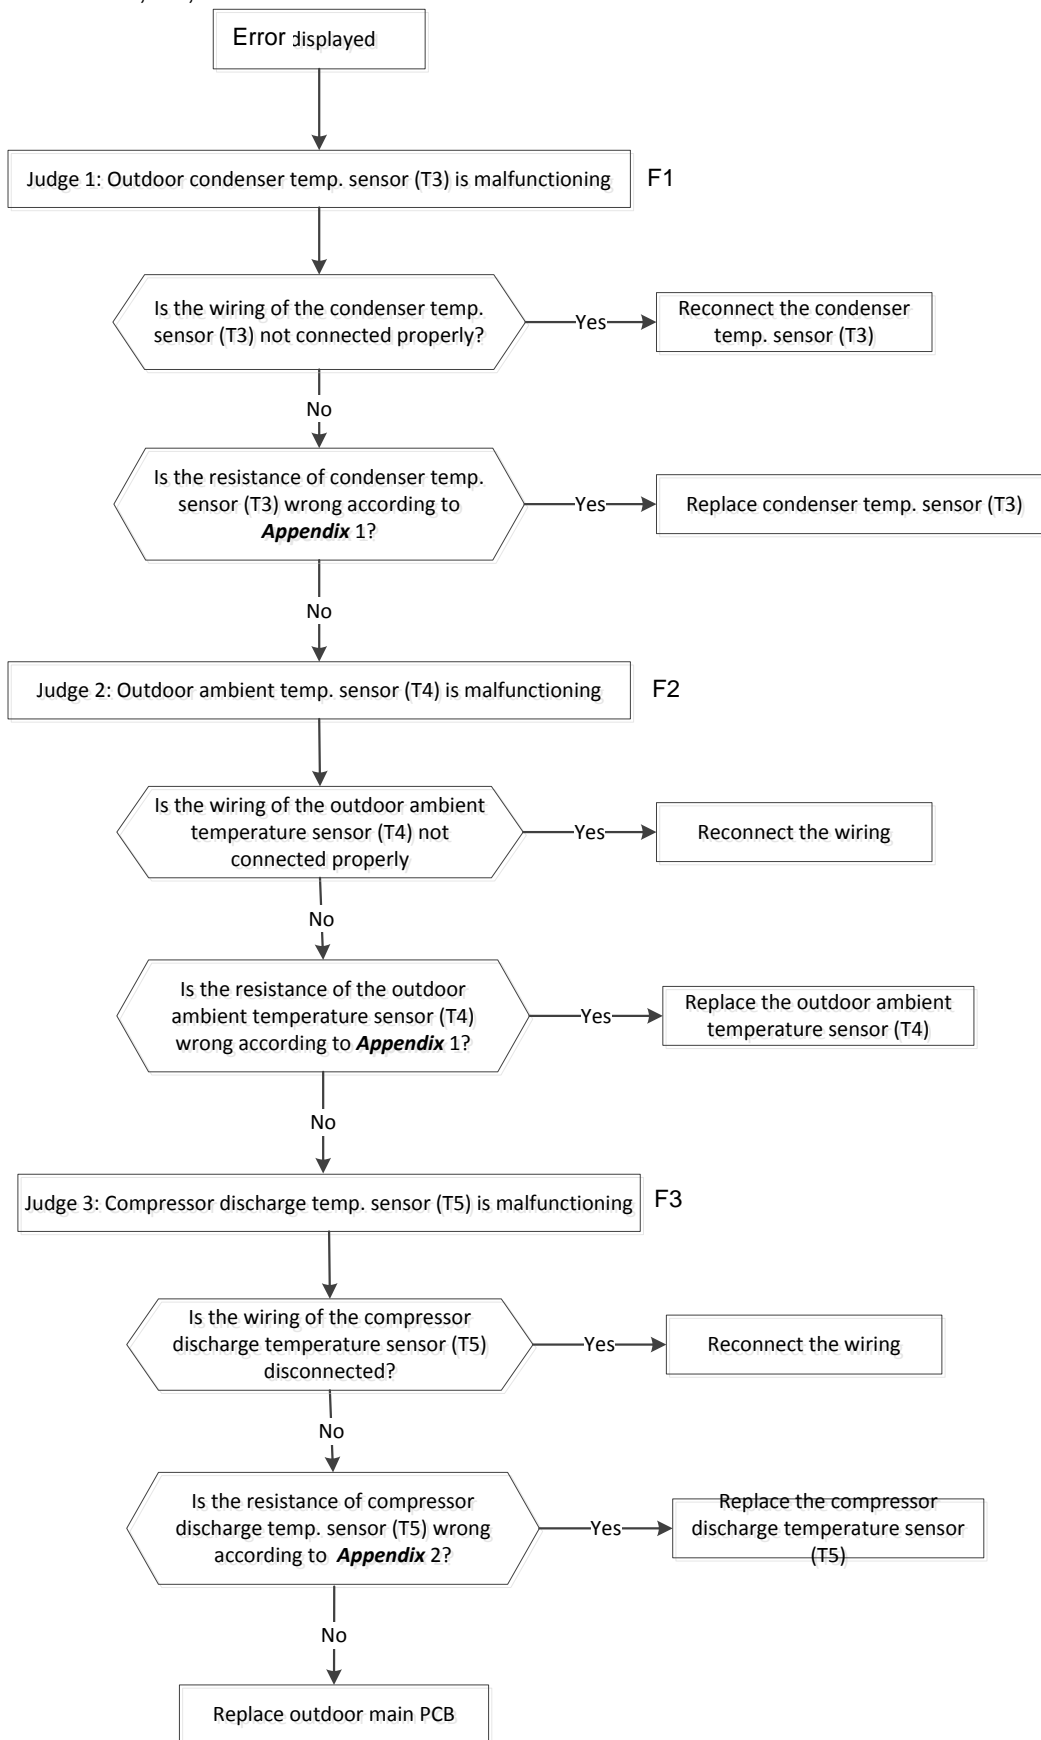 Error displayed
Judge 1: Outdoor condenser temp. sensor (T3) is malfunctioning
F1
Is the wiring of the condenser temp.
sensor (T3) not connected properly?
Yes
Reconnect the condenser
temp. sensor (T3)
No
Is the resistance of condenser temp.
sensor (T3) wrong according to
Appendix 1?
Yes
Replace condenser temp. sensor (T3)
No
Judge 2: Outdoor ambient temp. sensor (T4) is malfunctioning
F2
Is the wiring of the outdoor ambient
temperature sensor (T4) not
connected properly
Yes
Reconnect the wiring
No
Is the resistance of the outdoor
ambient temperature sensor (T4)
wrong according to Appendix 1?
Yes
Replace the outdoor ambient
temperature sensor (T4)
No
Judge 3: Compressor discharge temp. sensor (T5) is malfunctioning
F3
Is the wiring of the compressor
discharge temperature sensor (T5)
disconnected?
Yes
Reconnect the wiring
No
Is the resistance of compressor
discharge temp. sensor (T5) wrong
according to Appendix 2?
Yes
Replace the compressor
discharge temperature sensor
(T5)
No
Replace outdoor main PCB